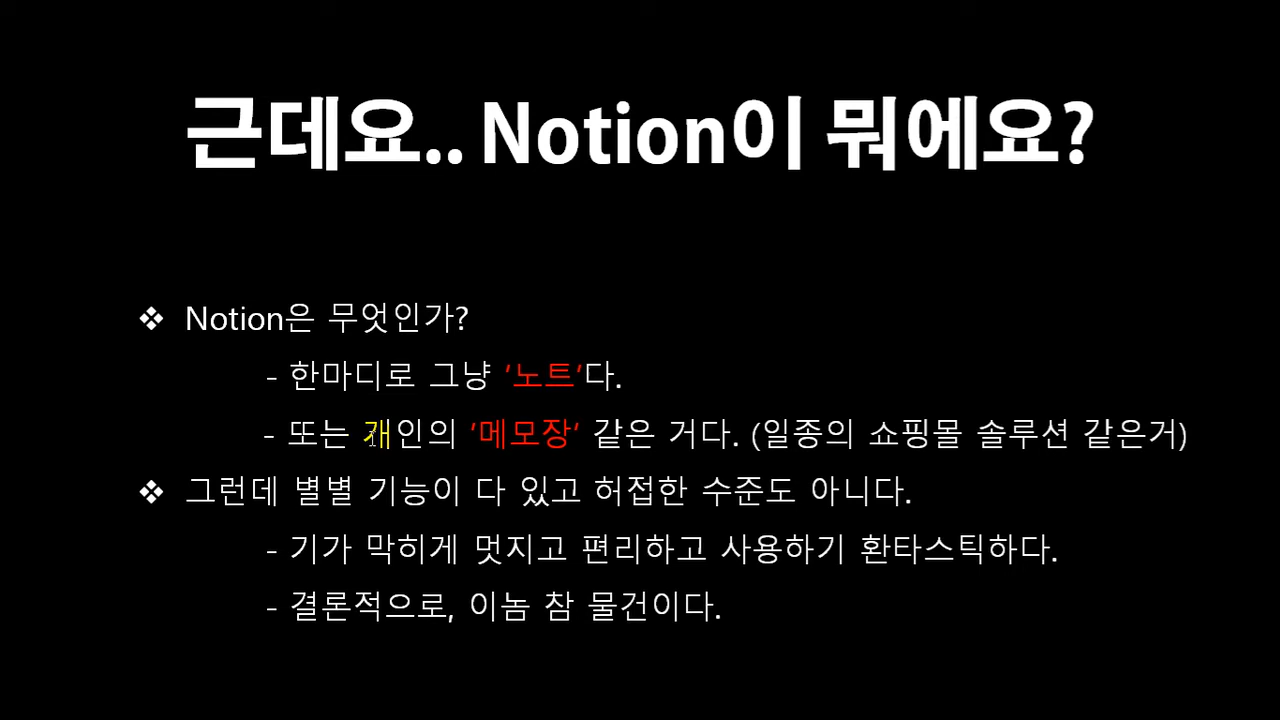 근데요.. Notion이 뭐에요?
❖ Notion은 무엇인가?
- 한마디로 그냥 ‘노트‘다.
- 또는 개인의 ‘메모장‘ 같은 거다. (일종의 쇼핑몰 솔루션 같은거)
❖ 그런데 별별 기능이 다 있고 허접한 수준도 아니다.
- 기가 막히게 멋지고 편리하고 사용하기 환타스틱하다.
- 결론적으로, 이놈 참 물건이다.